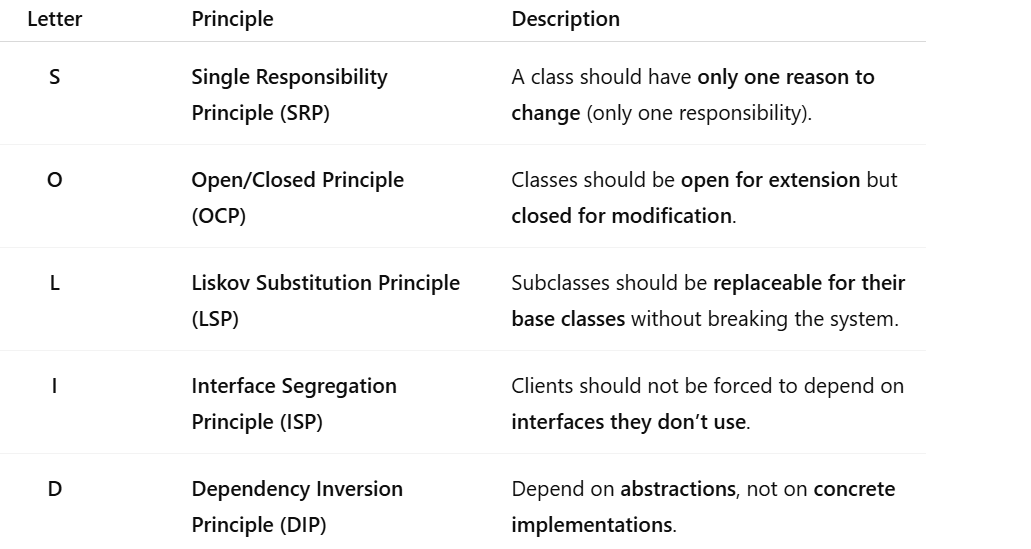 Letter Principle Description
S Single Responsibility A class should have only one reason to
Principle (SRP) change (only one responsibility).
O Open/Closed Principle Classes should be open for extension but
(OCP) closed for modification.
L Liskov Substitution Principle Subclasses should be replaceable for their
(LSP) base classes without breaking the system.
I Interface Segregation Clients should not be forced to depend on
Principle (ISP) interfaces they don’t use.
D Dependency Inversion Depend on abstractions, not on concrete
Principle (DIP) implementations.